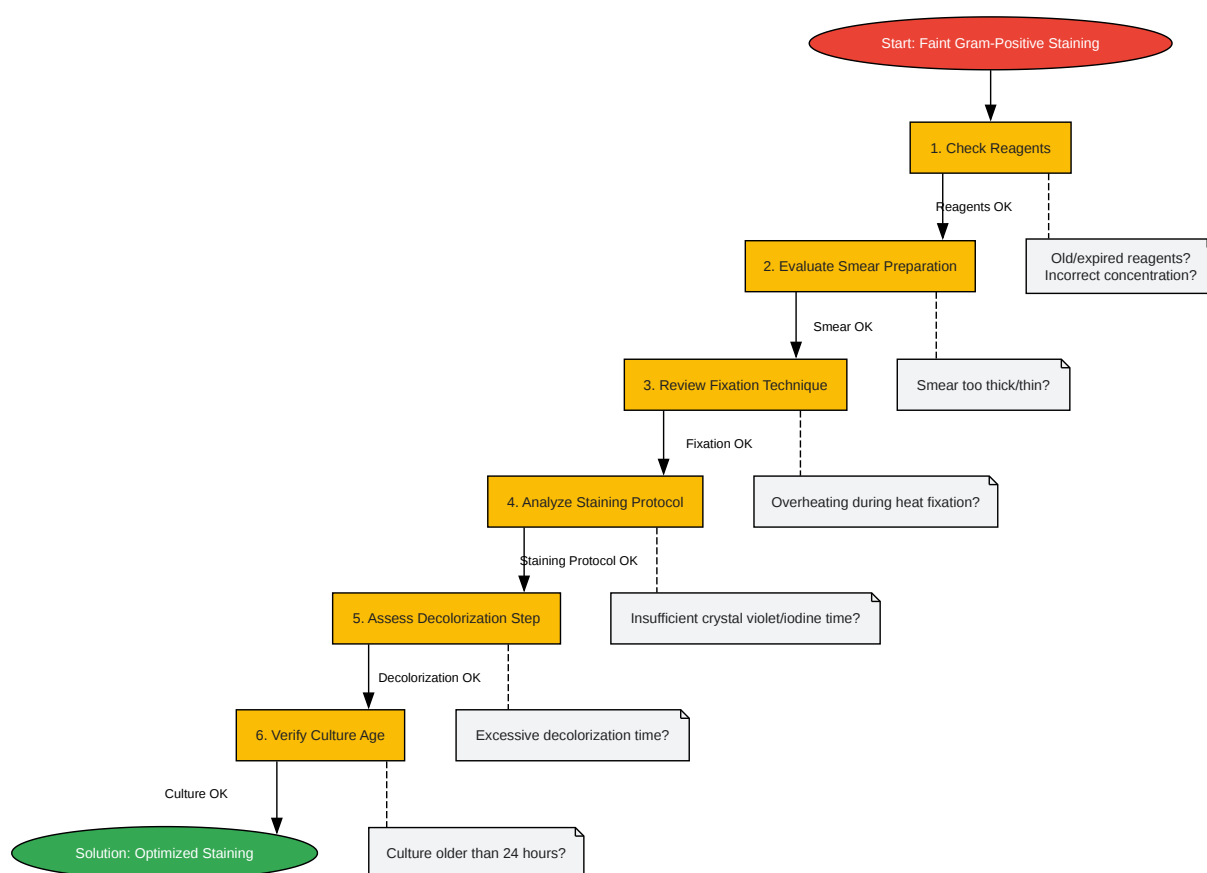 Start: Faint Gram-Positive Staining
1. Check Reagents
Reagents OK
2. Evaluate Smear Preparation
Old/expired reagents?
Incorrect concentration?
Smear OK
3. Review Fixation Technique
Smear too thick/thin?
Fixation OK
4. Analyze Staining Protocol
Overheating during heat fixation?
Staining Protocol OK
5. Assess Decolorization Step
Insufficient crystal violet/iodine time?
Decolorization OK
6. Verify Culture Age
Excessive decolorization time?
Culture OK
Solution: Optimized Staining
Culture older than 24 hours?